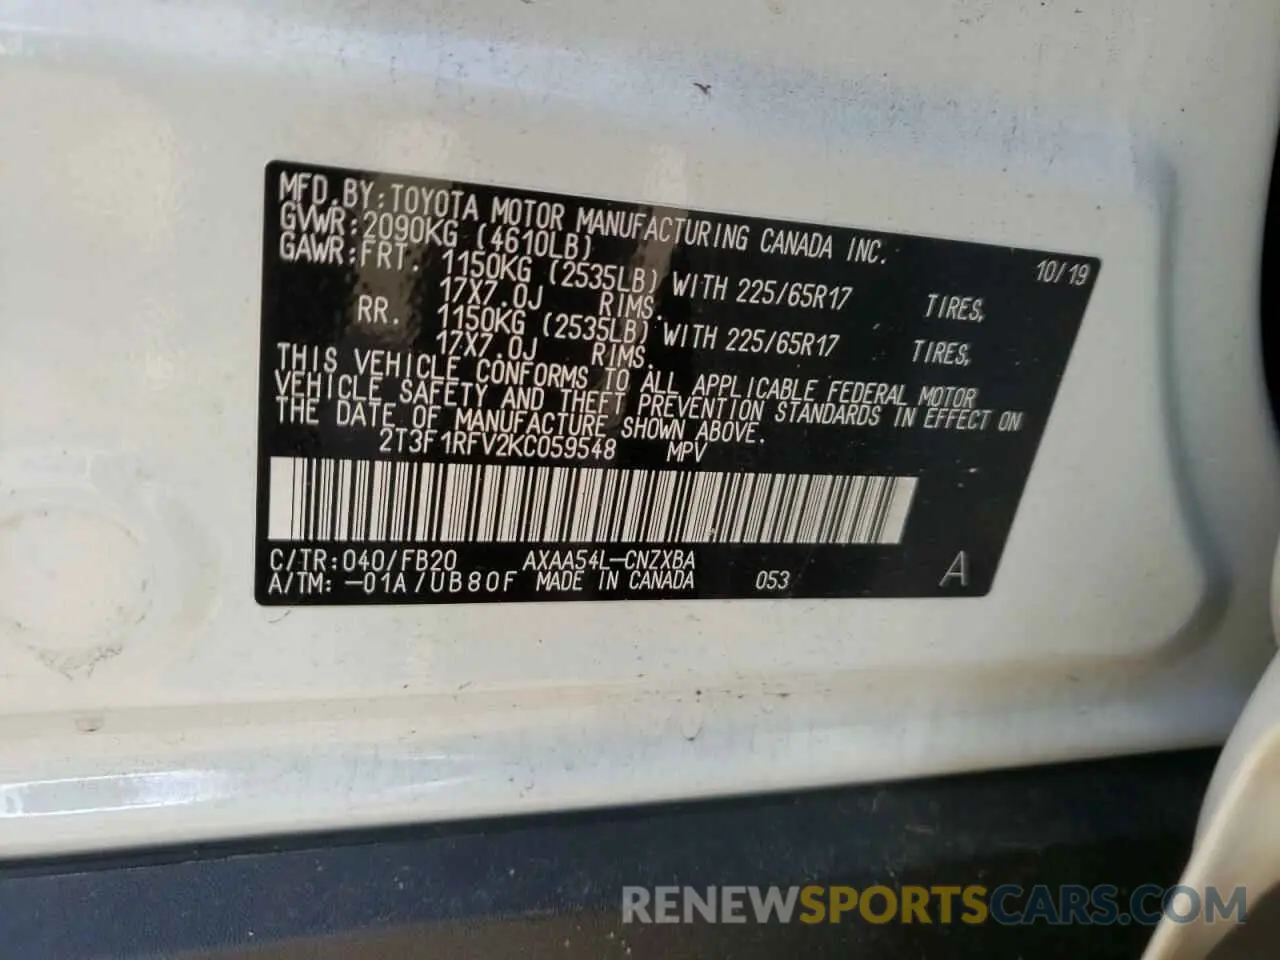 MFD.BY:TOYOTA MOTOR MANUFACTURING CANADA INC.
GVWR:2090KG (4610LB) 10/19
GAWR:FRT. 1150KG (2535LB) WITH 225/65R17 TIRES,
17X7.0J RIMS.
RR. 1150KG (2535LB) WITH 225/65R17 TIRES,
17X7.0J RIMS.
THIS VEHICLE CONFORMS TO ALL APPLICABLE FEDERAL MOTOR
VEHICLE SAFETY AND THEFT PREVENTION STANDARDS IN EFFECT ON
THE DATE OF MANUFACTURE SHOWN ABOVE.
2T3F1RFV2KC059548 MPV
C/TR:040/FB20 AXAA54L-CNZXBA
A/TM: -01A/UB80F MADE IN CANADA 053 A
RENEWSPORTSCARS.COM